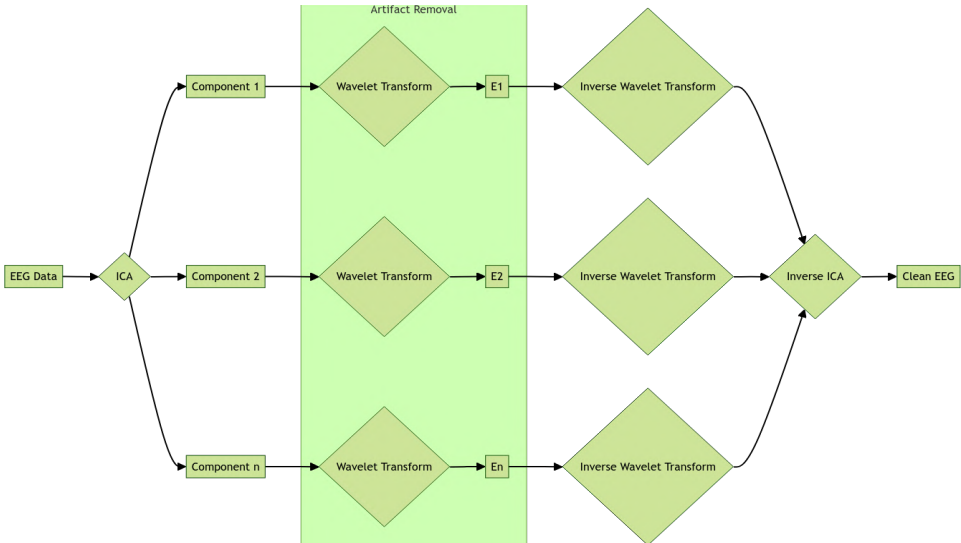 Artifact Removal
Component 1
Wavelet Transform
E1
Inverse Wavelet Transform
EEG Data
ICA
Component 2
Wavelet Transform
E2
Inverse Wavelet Transform
Inverse ICA
Clean EEG
Component n
Wavelet Transform
En
Inverse Wavelet Transform